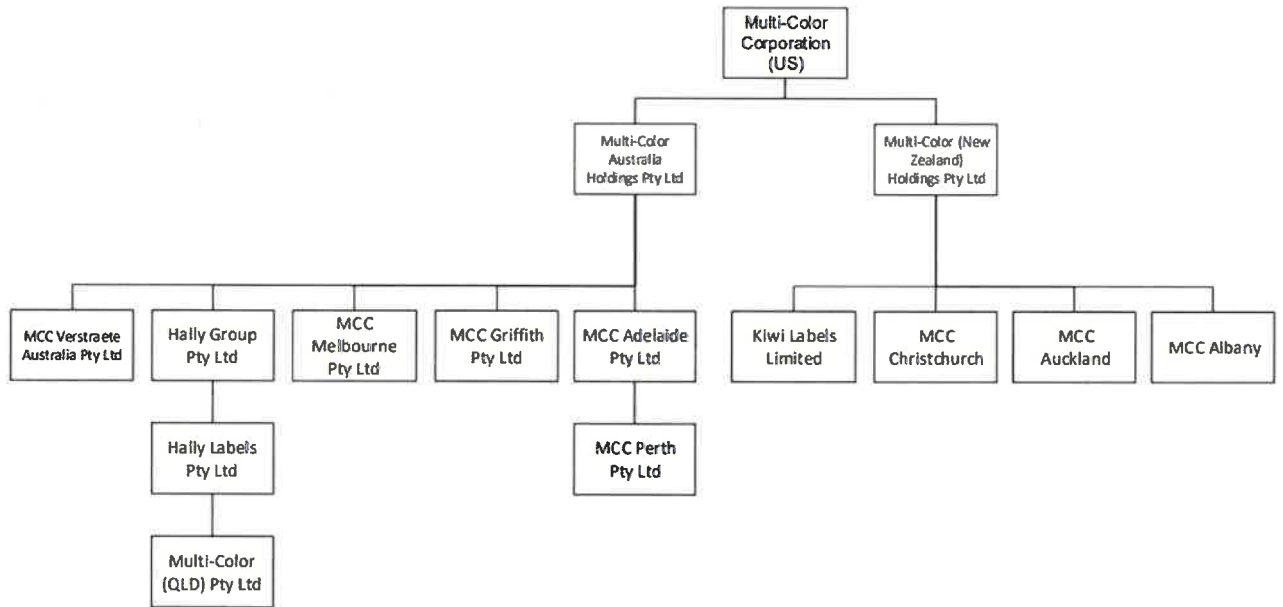 Multi-Color
Corporation
(US)
Multi-Color
Australia
Holdings Pty Ltd
Multi-Color (New
Zealand)
Holdings Pty Ltd
MCC Verstraete
Australia Pty Ltd
Hally Group
Pty Ltd
MCC
Melbourne
Pty Ltd
MCC Griffith
Pty Ltd
MCC Adelaide
Pty Ltd
Kiwi Labels
Limited
MCC
Christchurch
MCC
Auckland
MCC Albany
Hally Labels
Pty Ltd
MCC Perth
Pty Ltd
Multi-Color
(QLD) Pty Ltd